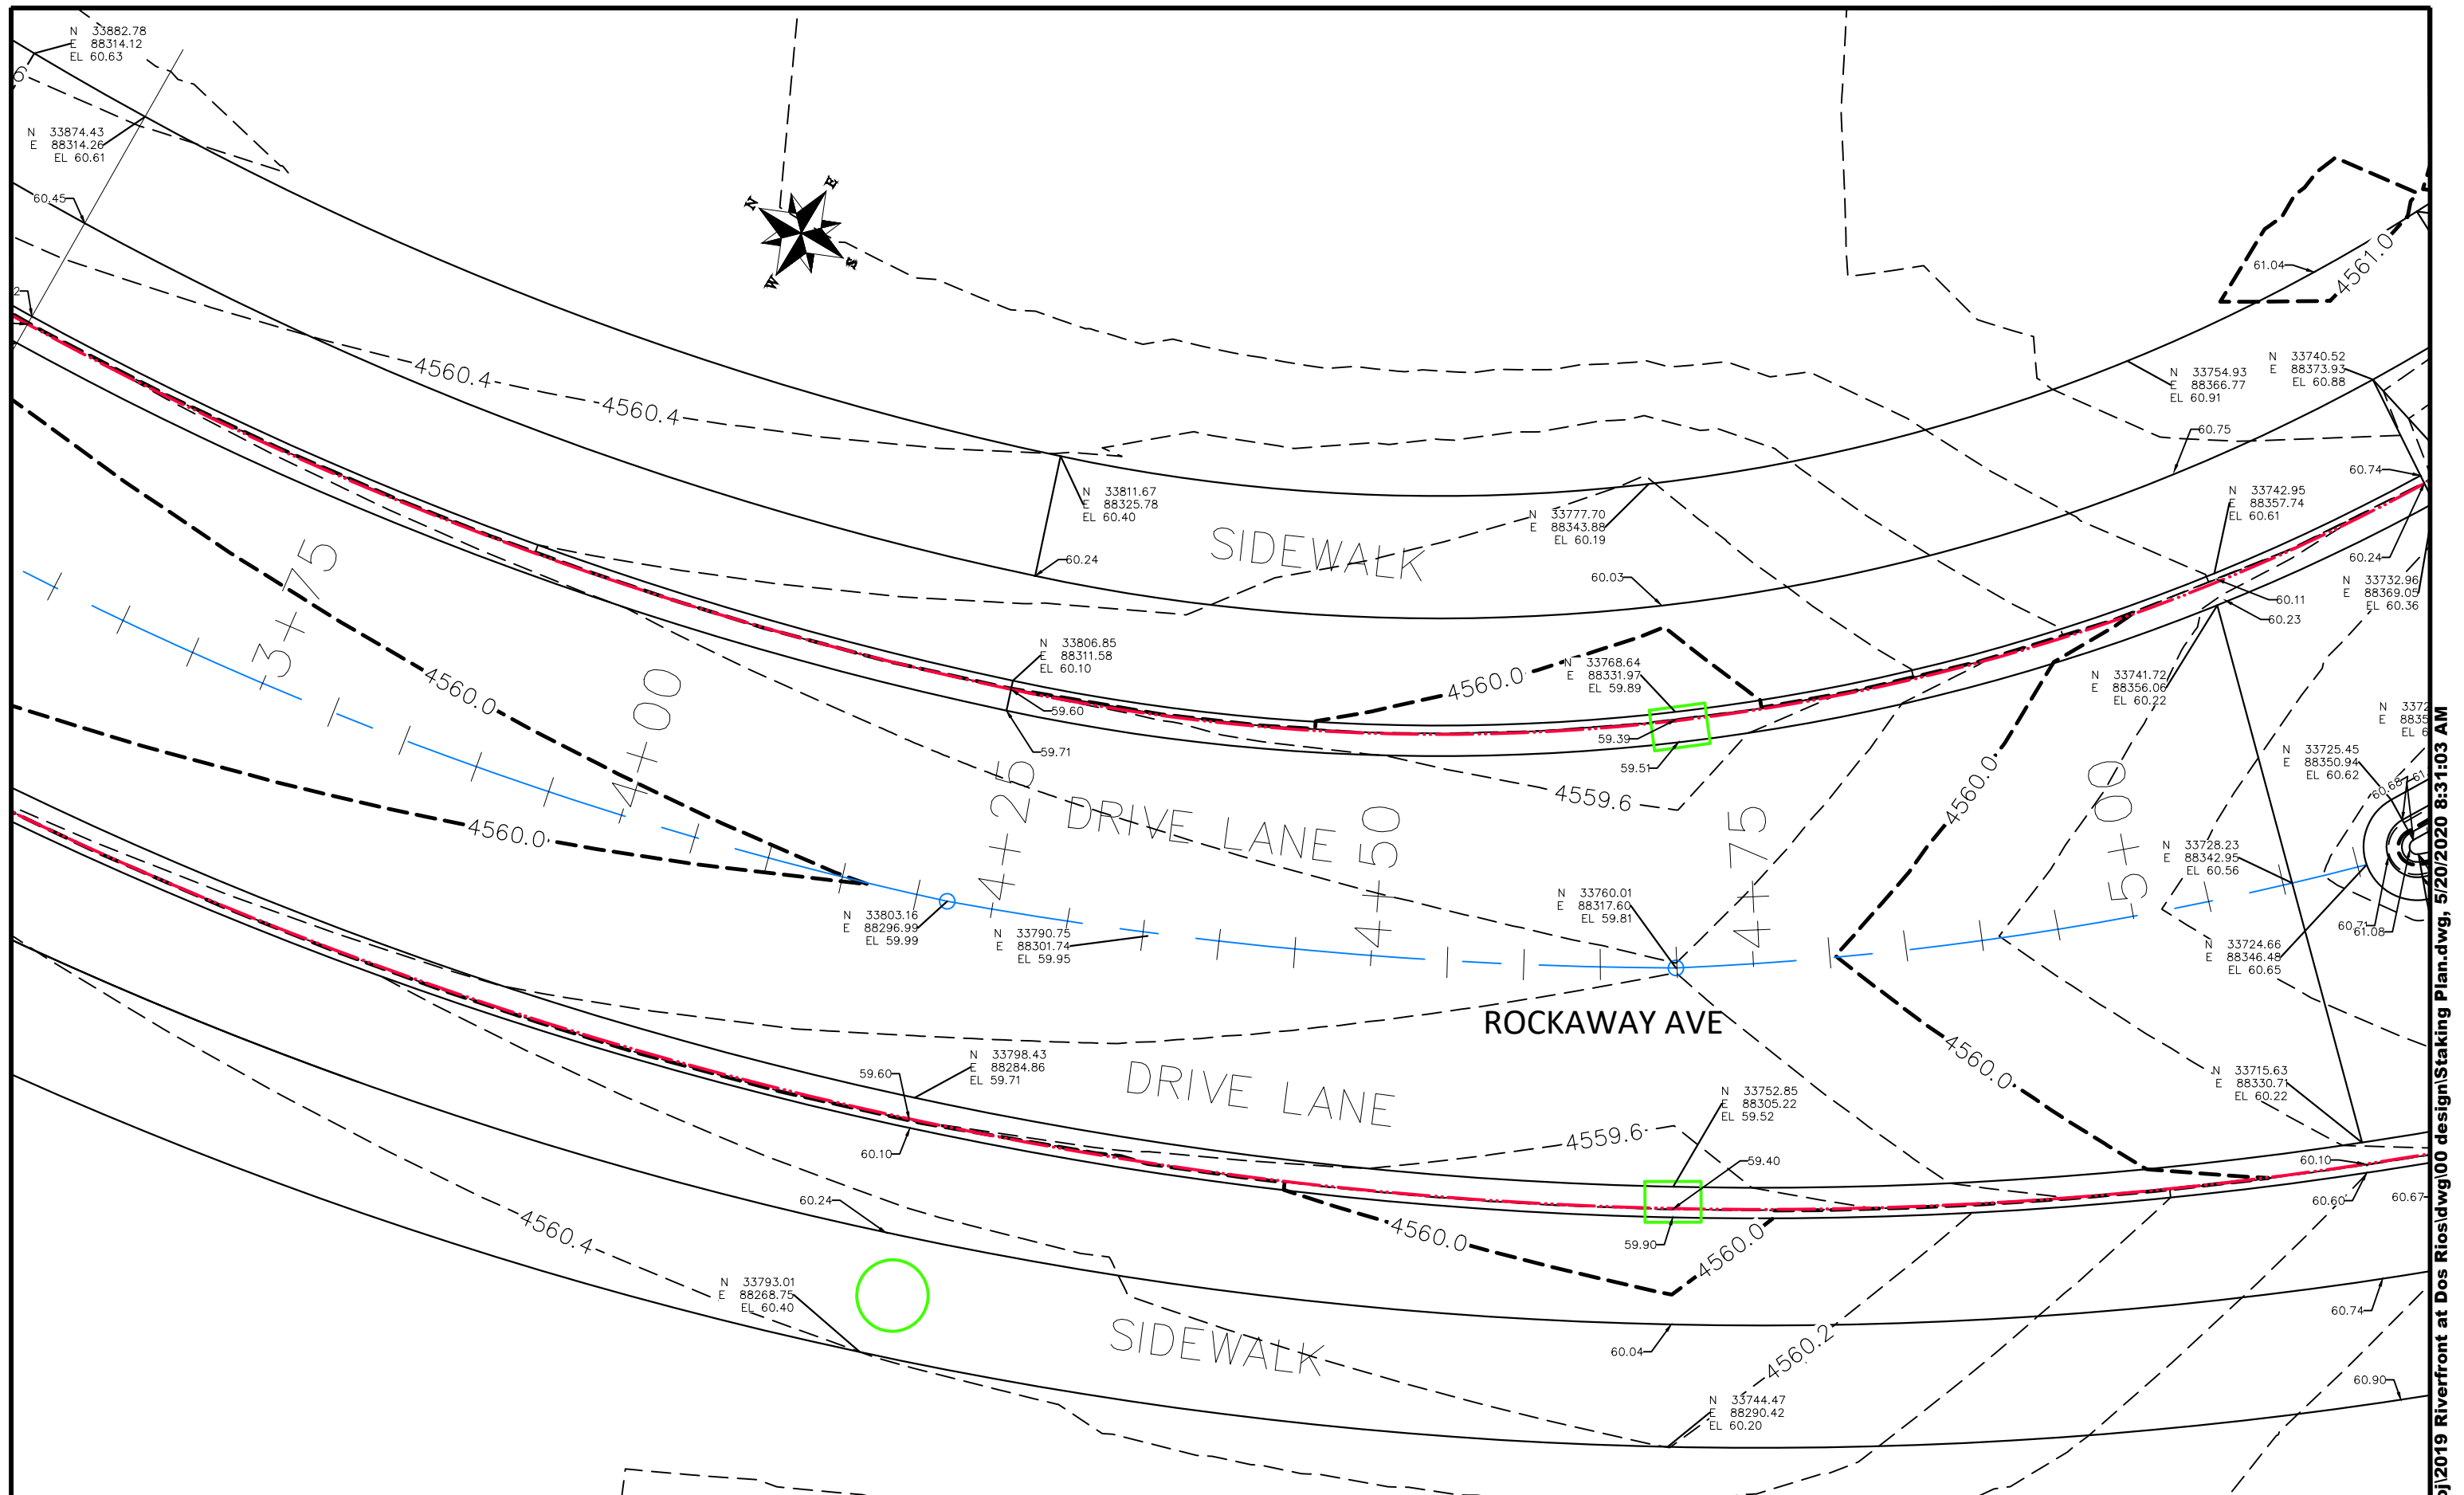 N 33882.78
E 88314.12
EL 60.63
6
N 33874.43
E 88314.26
EL 60.61
60.45
2
N
E
S
W
4561.0
61.04
4560.4
4560.4
N 33754.93
E 88366.77
EL 60.91
N 33740.52
E 88373.93
EL 60.88
60.75
60.74
N 33811.67
E 88325.78
EL 60.40
SIDEWALK
N 33777.70
E 88343.88
EL 60.19
N 33742.95
E 88357.74
EL 60.61
60.24
60.24
60.03
60.11
60.23
N 33732.96
E 88369.05
EL 60.36
3+75
4+00
4560.0
N 33806.85
E 88311.58
EL 60.10
59.60
59.71
4560.0
N 33768.64
E 88331.97
EL 59.89
59.39
59.51
N 33741.72
E 88356.06
EL 60.22
N 3372
E 8835
EL 6
N 33725.45
E 88350.94
EL 60.62
60.68
61
4560.0
4+25
DRIVE LANE
4559.6
4+50
4+75
4560.0
5+00
N 33728.23
E 88342.95
EL 60.56
N 33803.16
E 88296.99
EL 59.99
N 33790.75
E 88301.74
EL 59.95
N 33760.01
E 88317.60
EL 59.81
60.71
61.08
N 33724.66
E 88346.48
EL 60.65
ROCKAWAY AVE
4560.0
N 33798.43
E 88284.86
EL 59.71
59.60
60.10
DRIVE LANE
4559.6
N 33752.85
E 88305.22
EL 59.52
59.40
N 33715.63
E 88330.71
EL 60.22
60.10
60.60
60.67
60.24
4560.4
4560.0
59.90
4560.0
N 33793.01
E 88268.75
EL 60.40
SIDEWALK
60.04
4560.2
60.74
60.90
N 33744.47
E 88290.42
EL 60.20
oj\2019 Riverfront at Dos Rios\dwg\00 design\Staking Plan.dwg, 5/20/2020 8:31:03 AM